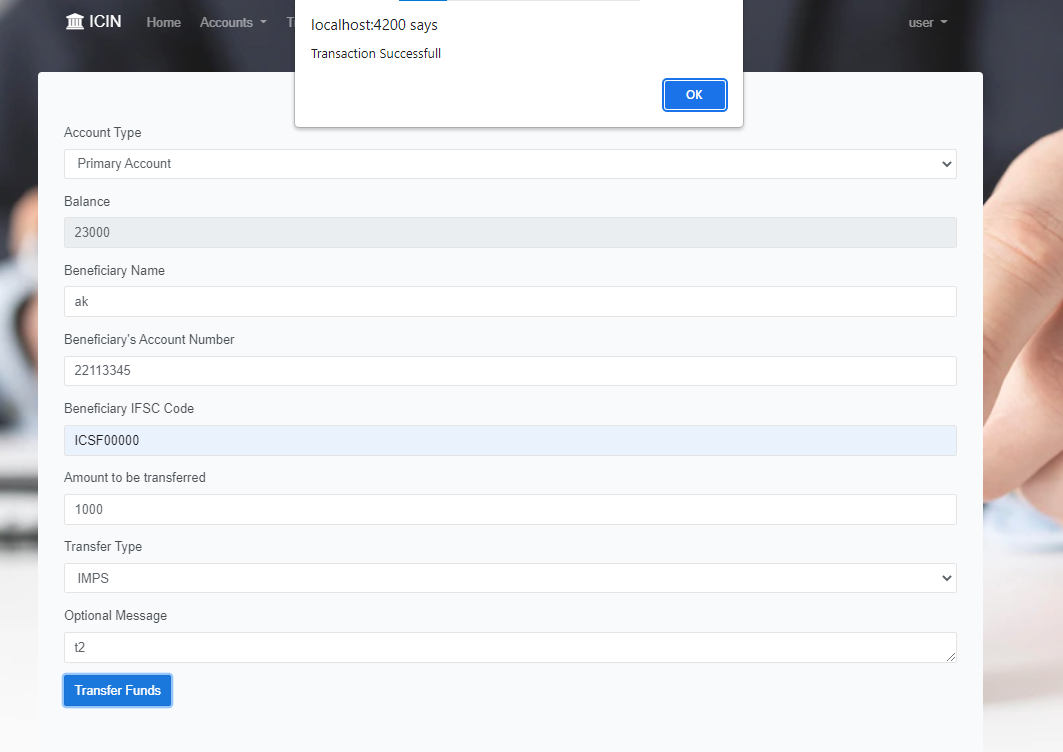 ICIN Home Accounts user
localhost:4200 says
Transaction Successfull
OK
Account Type
Primary Account
Balance
23000
Beneficiary Name
ak
Beneficiary's Account Number
22113345
Beneficiary IFSC Code
ICSF00000
Amount to be transferred
1000
Transfer Type
IMPS
Optional Message
t2
Transfer Funds